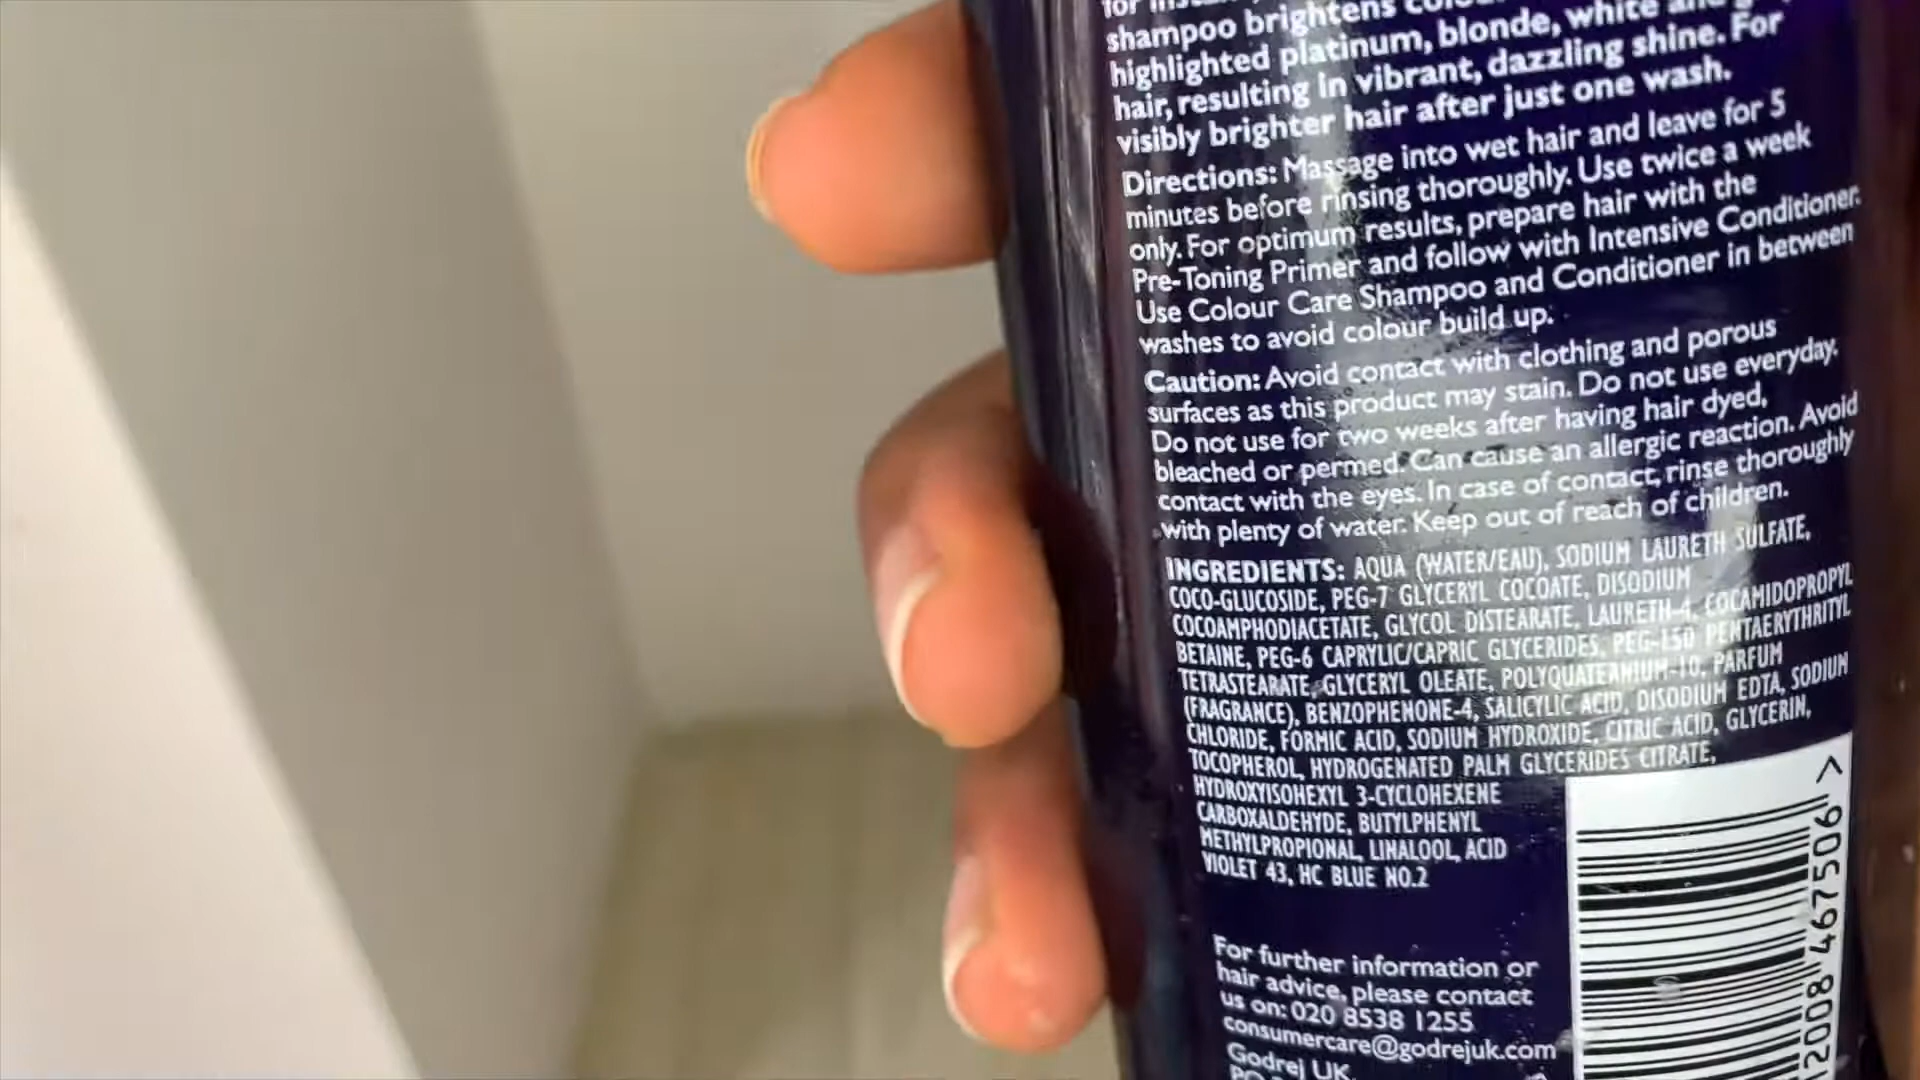 shampoo brightens
highlighted platinum, blonde, white
hair, resulting in vibrant, dazzling shine. For
visibly brighter hair after just one wash.
Directions: Massage into wet hair and leave for 5
minutes before rinsing thoroughly. Use twice a week
only. For optimum results, prepare hair with the
Pre-Toning Primer and follow with Intensive Conditioner.
Use Colour Care Shampoo and Conditioner in between
washes to avoid colour build up.
Caution: Avoid contact with clothing and porous
surfaces as this product may stain. Do not use everyday.
Do not use for two weeks after having hair dyed,
bleached or permed. Can cause an allergic reaction. Avoid
contact with the eyes. In case of contact, rinse thoroughly
with plenty of water. Keep out of reach of children.
INGREDIENTS: AQUA (WATER/EAU), SODIUM LAURETH SULFATE,
COCO-GLUCOSIDE, PEG-7 GLYCERYL COCOATE, DISODIUM
COCOAMPHODIACETATE, GLYCOL DISTEARATE, LAURETH-4, COCAMIDOPROPYL
BETAINE, PEG-6 CAPRYLIC/CAPRIC GLYCERIDES, PEG-150 PENTAERYTHRITYL
TETRASTEARATE, GLYCERYL OLEATE, POLYQUATERNIUM-10, PARFUM
(FRAGRANCE), BENZOPHENONE-4, SALICYLIC ACID, DISODIUM EDTA, SODIUM
CHLORIDE, FORMIC ACID, SODIUM HYDROXIDE, CITRIC ACID, GLYCERIN,
TOCOPHEROL, HYDROGENATED PALM GLYCERIDES CITRATE,
HYDROXYISOHEXYL 3-CYCLOHEXENE
CARBOXALDEHYDE, BUTYLPHENYL
METHYLPROPIONAL, LINALOOL, ACID
VIOLET 43, HC BLUE NO.2
For further information or
hair advice, please contact
us on: 020 8538 1255
consumercare@godrejuk.com
Godrej UK,
2008 467506 >